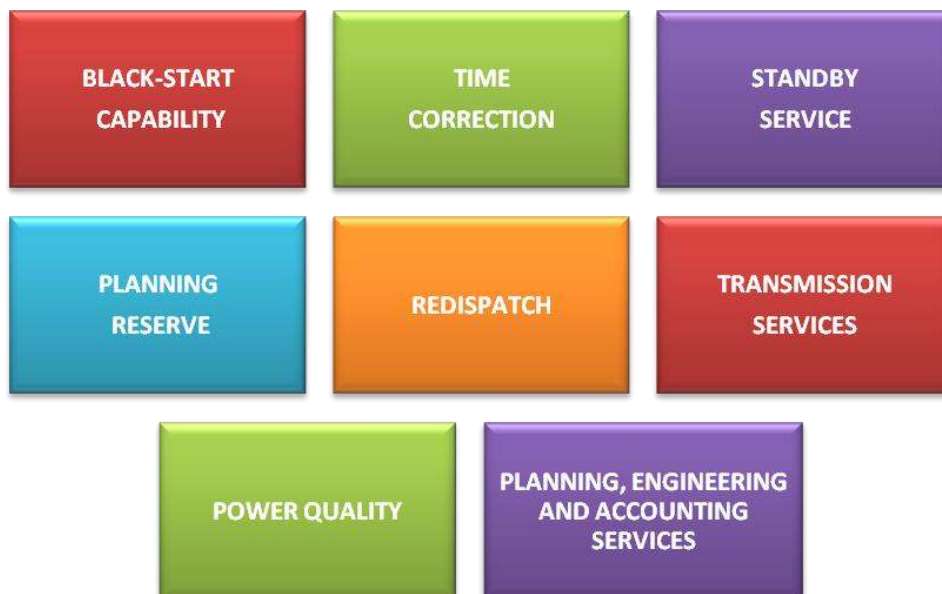 BLACK-START
CAPABILITY
TIME
CORRECTION
STANDBY
SERVICE
PLANNING
RESERVE
REDISPATCH
TRANSMISSION
SERVICES
POWER QUALITY
PLANNING, ENGINEERING
AND ACCOUNTING
SERVICES